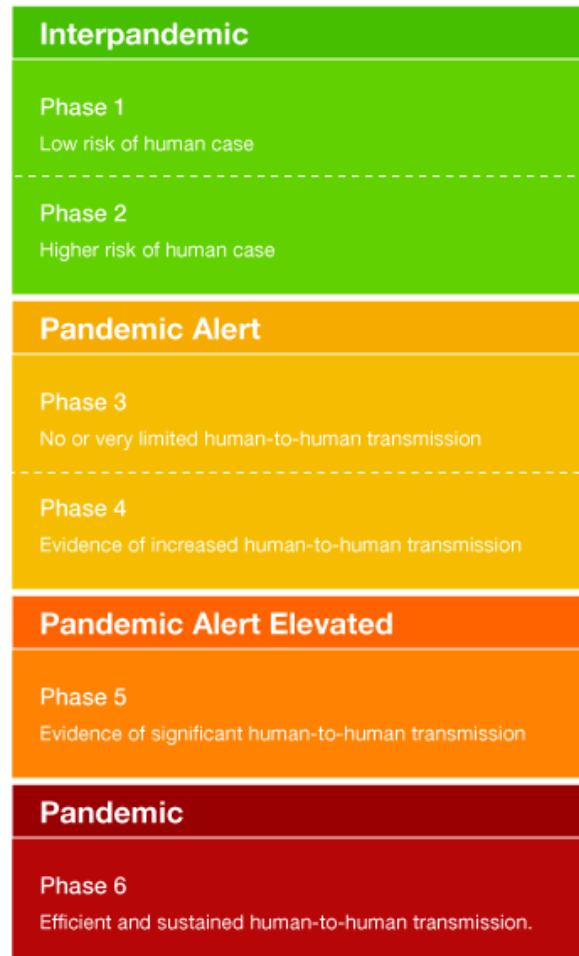 Interpandemic
Phase 1
Low risk of human case
Phase 2
Higher risk of human case
Pandemic Alert
Phase 3
No or very limited human-to-human transmission
Phase 4
Evidence of increased human-to-human transmission
Pandemic Alert Elevated
Phase 5
Evidence of significant human-to-human transmission
Pandemic
Phase 6
Efficient and sustained human-to-human transmission.